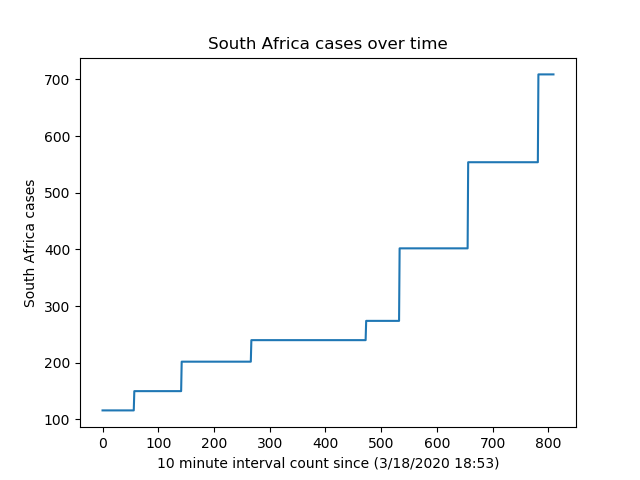 South Africa cases over time
South Africa cases
700
600
500
400
300
200
100
0 100 200 300 400 500 600 700 800
10 minute interval count since (3/18/2020 18:53)